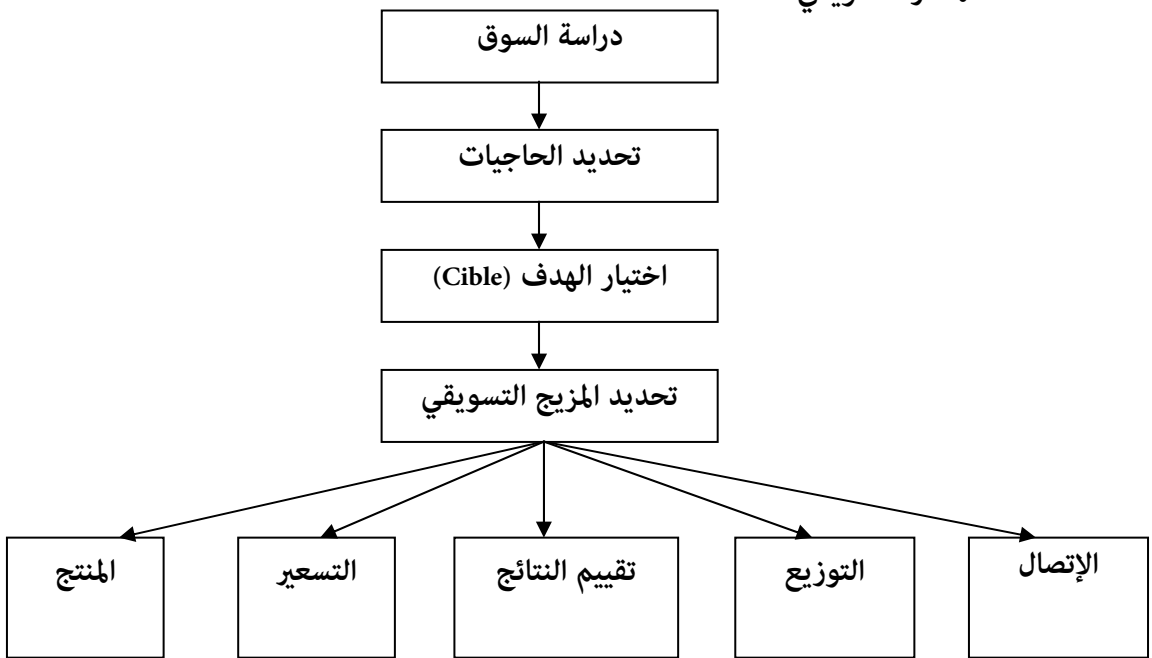 دراسة السوق
تحديد الحاجيات
اختيار الهدف (Cible)
تحديد المزيج التسويقي
الإتصال
التوزيع
تقييم النتائج
التسعير
المنتج